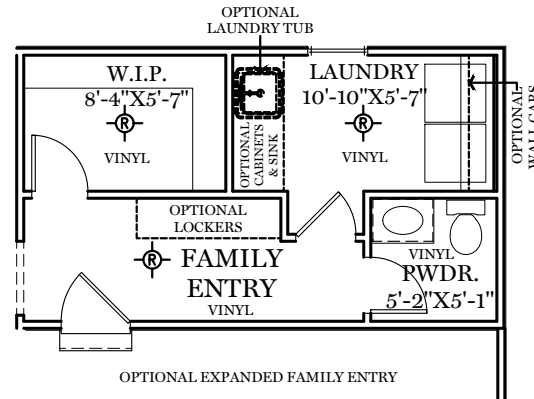 OPTIONAL
LAUNDRY TUB
W.I.P.
8'-4"X5'-7"
R
VINYL
OPTIONAL
CABINETS
& SINK
LAUNDRY
10'-10"X5'-7"
R
VINYL
OPTIONAL
WALL CABS
OPTIONAL
LOCKERS
R
FAMILY
ENTRY
VINYL
VINYL
PWDR.
5'-2"X5'-1"
OPTIONAL EXPANDED FAMILY ENTRY